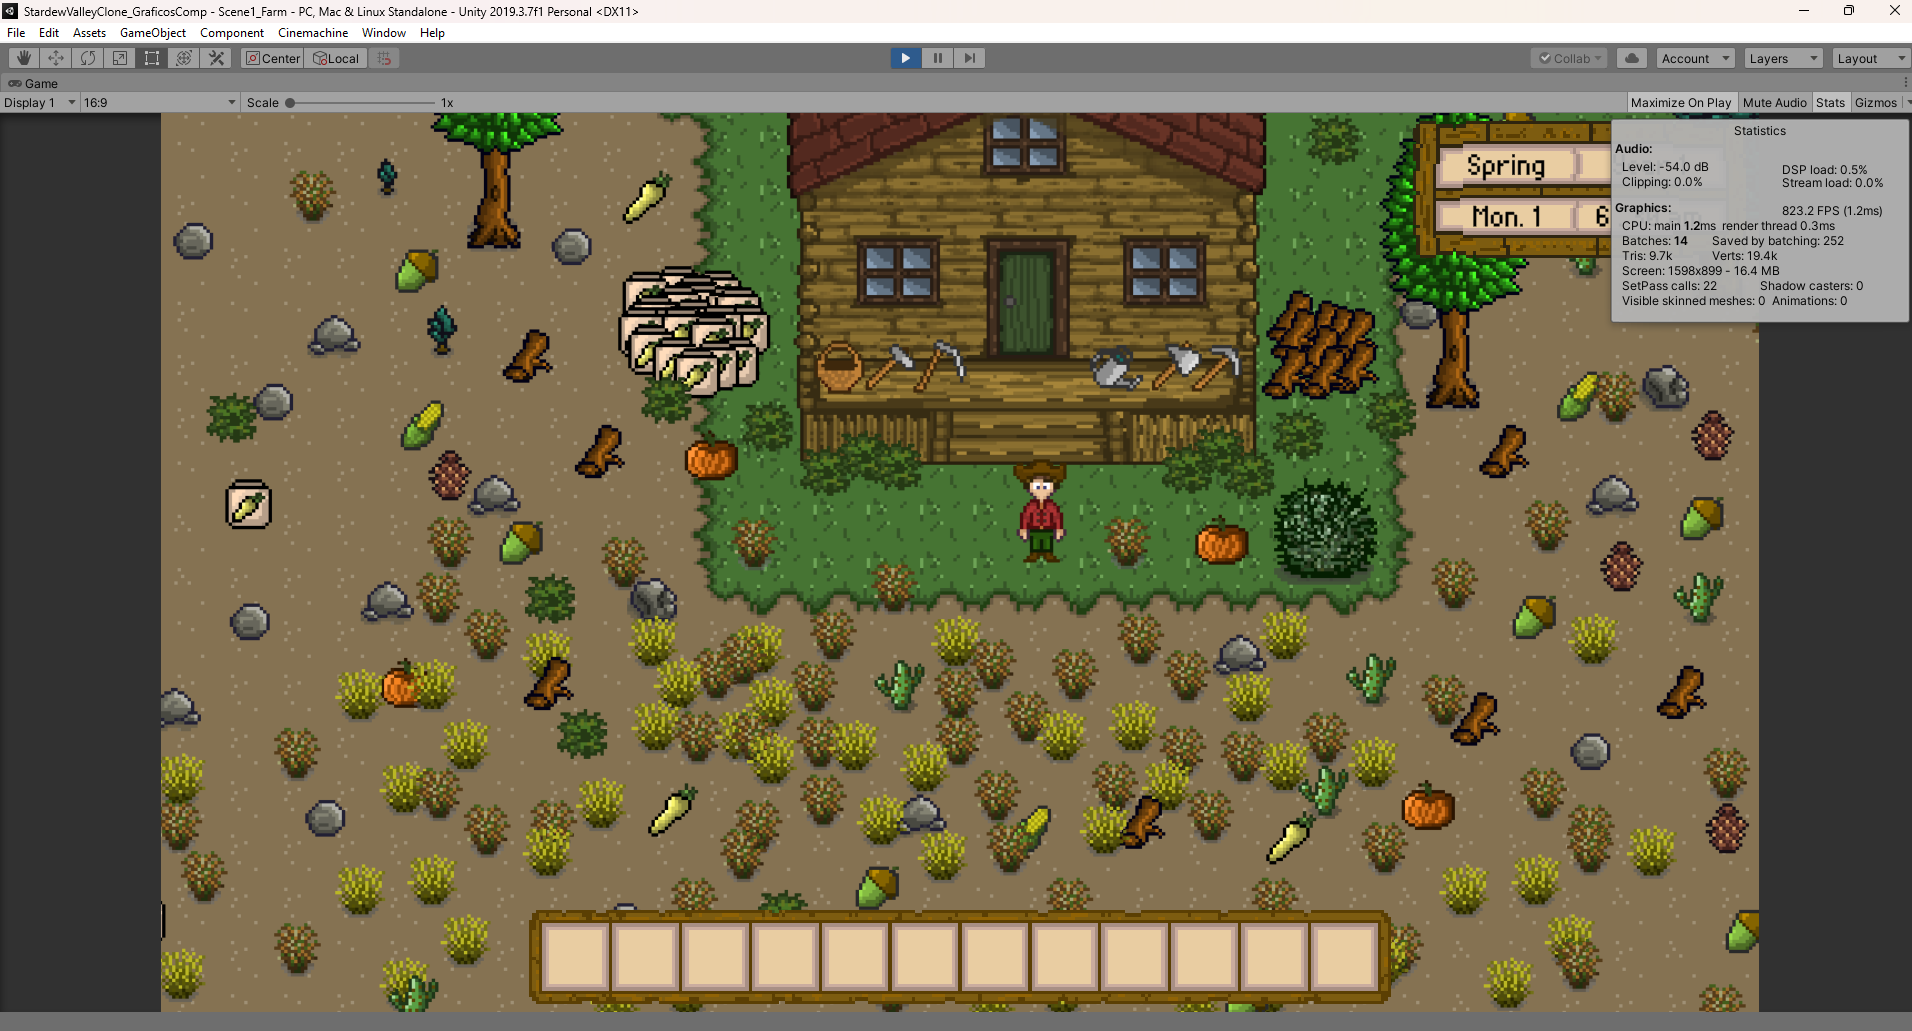 StardewValleyClone_GraficosComp - Scene1_Farm - PC, Mac & Linux Standalone - Unity 2019.3.7f1 Personal <DX11>
File Edit Assets GameObject Component Cinemachine Window Help
Center Local Collab Account Layers Layout
Game
Display 1 16:9 Scale 1x Maximize On Play Mute Audio Stats Gizmos
Statistics
Audio:
Level: -54.0 dB DSP load: 0.5%
Clipping: 0.0% Stream load: 0.0%
Graphics: 823.2 FPS (1.2ms)
CPU: main 1.2ms render thread 0.3ms
Batches: 14 Saved by batching: 252
Tris: 9.7k Verts: 19.4k
Screen: 1598x899 - 16.4 MB
SetPass calls: 22 Shadow casters: 0
Visible skinned meshes: 0 Animations: 0
Spring
Mon. 1 6